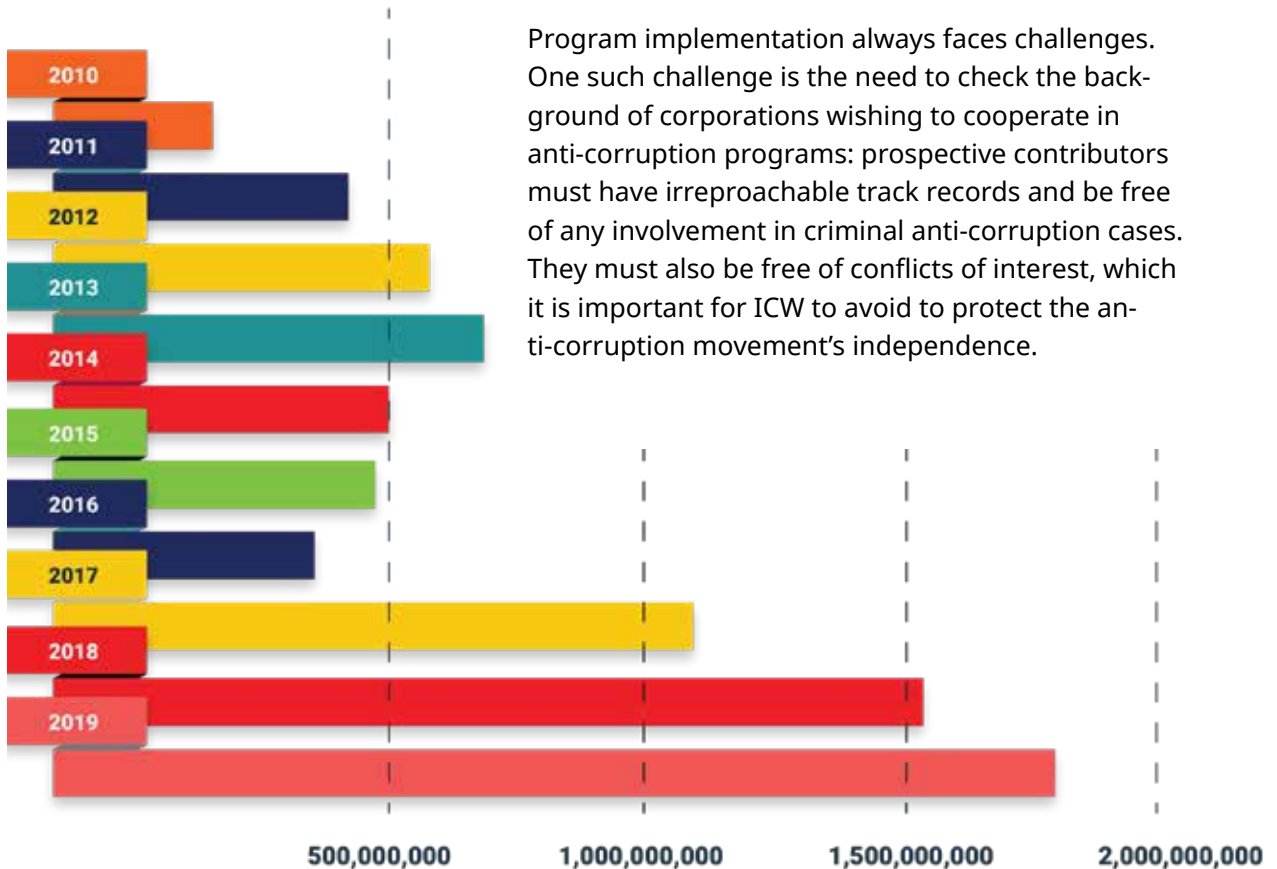 Program implementation always faces challenges.
One such challenge is the need to check the back-
ground of corporations wishing to cooperate in
anti-corruption programs: prospective contributors
must have irreproachable track records and be free
of any involvement in criminal anti-corruption cases.
They must also be free of conflicts of interest, which
it is important for ICW to avoid to protect the an-
ti-corruption movement’s independence.
2010
2011
2012
2013
2014
2015
2016
2017
2018
2019
500,000,000 1,000,000,000 1,500,000,000 2,000,000,000